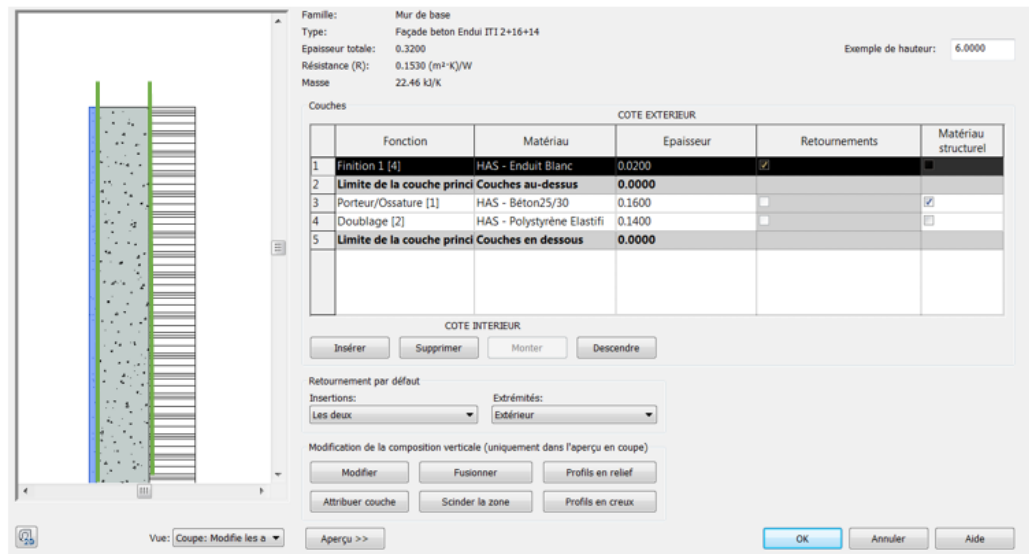 Famille: Mur de base
Type: Façade beton Endui ITI 2+16+14
Epaisseur totale: 0.3200 Exemple de hauteur: 6.0000
Résistance (R): 0.1530 (m²·K)/W
Masse 22.46 kJ/K
Couches
COTE EXTERIEUR
Fonction Matériau Epaisseur Retournements Matériau structurel
1 Finition 1 [4] HAS - Enduit Blanc 0.0200
2 Limite de la couche princi Couches au-dessus 0.0000
3 Porteur/Ossature [1] HAS - Béton25/30 0.1600
4 Doublage [2] HAS - Polystyrène Elastifi 0.1400
5 Limite de la couche princi Couches en dessous 0.0000
COTE INTERIEUR
Insérer Supprimer Monter Descendre
Retournement par défaut
Insertions: Extrémités:
Les deux Extérieur
Modification de la composition verticale (uniquement dans l'aperçu en coupe)
Modifier Fusionner Profils en relief
Attribuer couche Scinder la zone Profils en creux
Vue: Coupe: Modifie les a Aperçu >> OK Annuler Aide